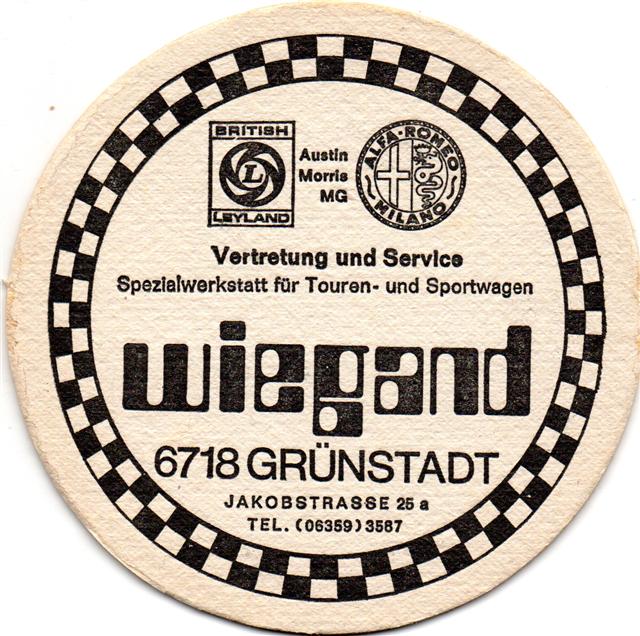 BRITISH
LEYLAND
Austin
Morris
MG
ALFA-ROMEO
MILANO
Vertretung und Service
Spezialwerkstatt für Touren- und Sportwagen
wiegand
6718 GRÜNSTADT
JAKOBSTRASSE 25 a
TEL. (06359) 3587